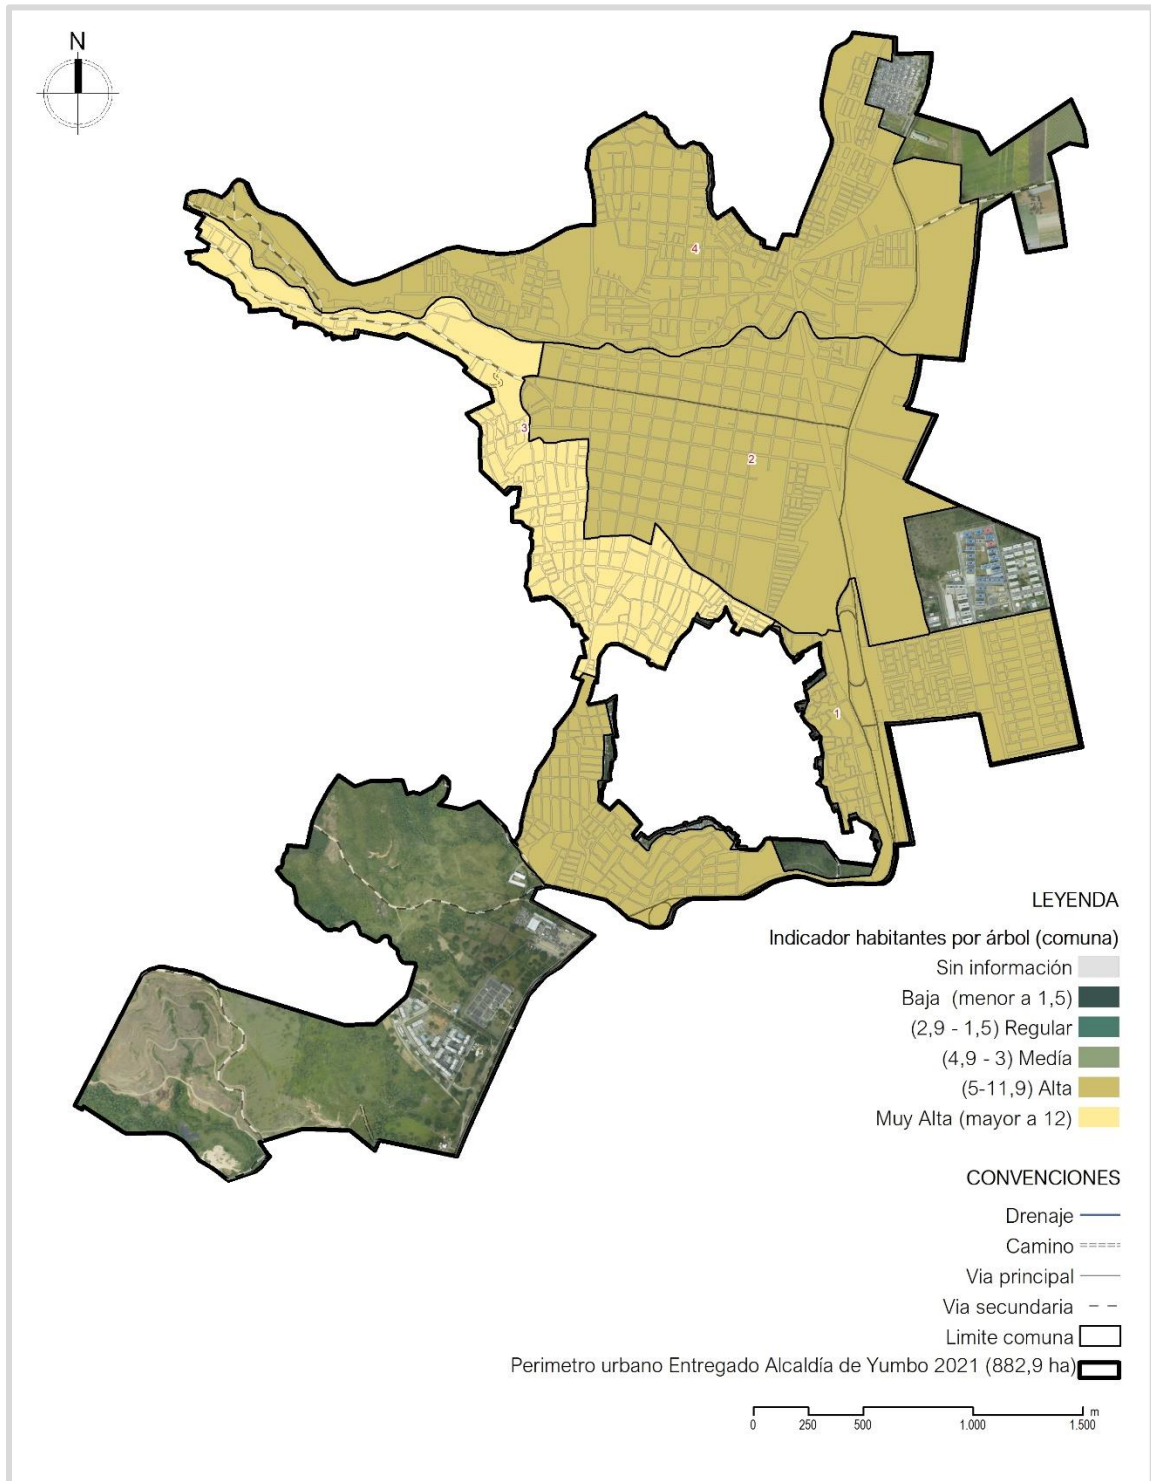 N
4
2
3
1
LEYENDA
Indicador habitantes por árbol (comuna)
Sin información
Baja (menor a 1,5)
(2,9 - 1,5) Regular
(4,9 - 3) Medía
(5-11,9) Alta
Muy Alta (mayor a 12)
CONVENCIONES
Drenaje
Camino
Via principal
Via secundaria
Limite comuna
Perimetro urbano Entregado Alcaldía de Yumbo 2021 (882,9 ha)
m
0 250 500 1.000 1.500